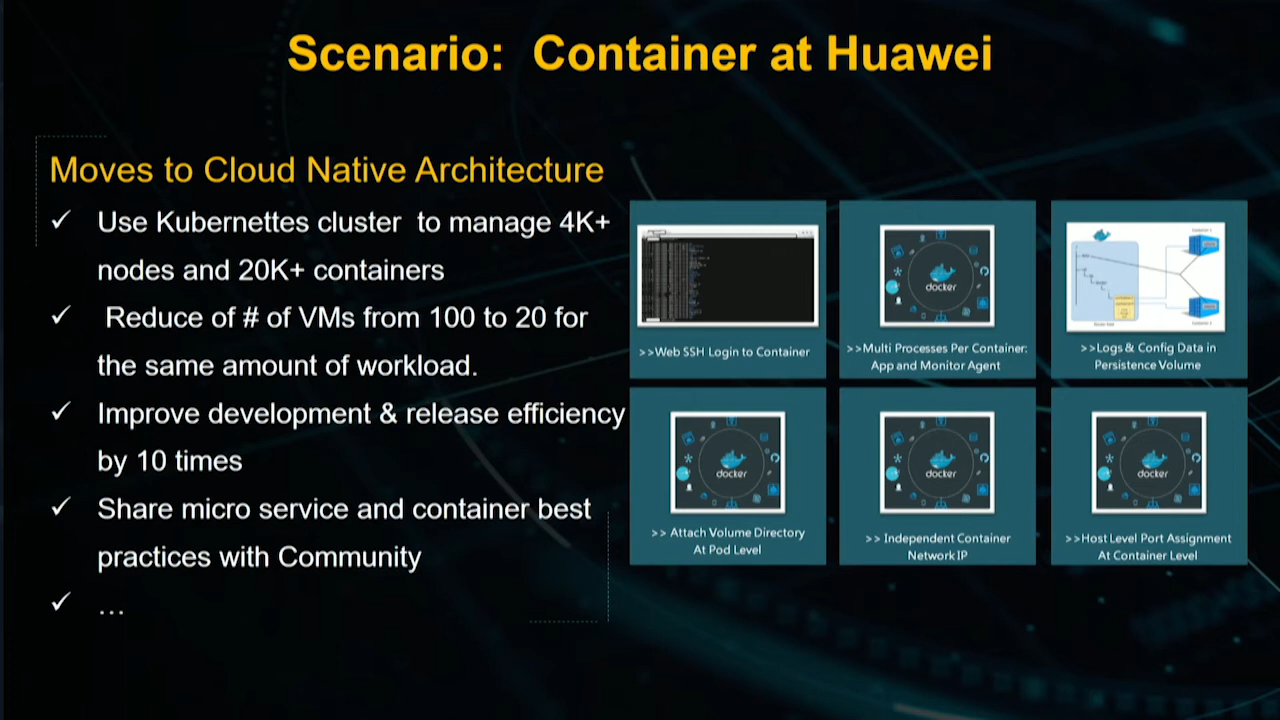 Scenario: Container at Huawei
Moves to Cloud Native Architecture
✓ Use Kubernettes cluster to manage 4K+
nodes and 20K+ containers
✓ Reduce of # of VMs from 100 to 20 for
the same amount of workload.
✓ Improve development & release efficiency
by 10 times
✓ Share micro service and container best
practices with Community
✓ ...
>>Web SSH Login to Container
docker
>>Multi Processes Per Container:
App and Monitor Agent
>>Logs & Config Data in
Persistence Volume
docker
>> Attach Volume Directory
At Pod Level
docker
>> Independent Container
Network IP
docker
>>Host Level Port Assignment
At Container Level